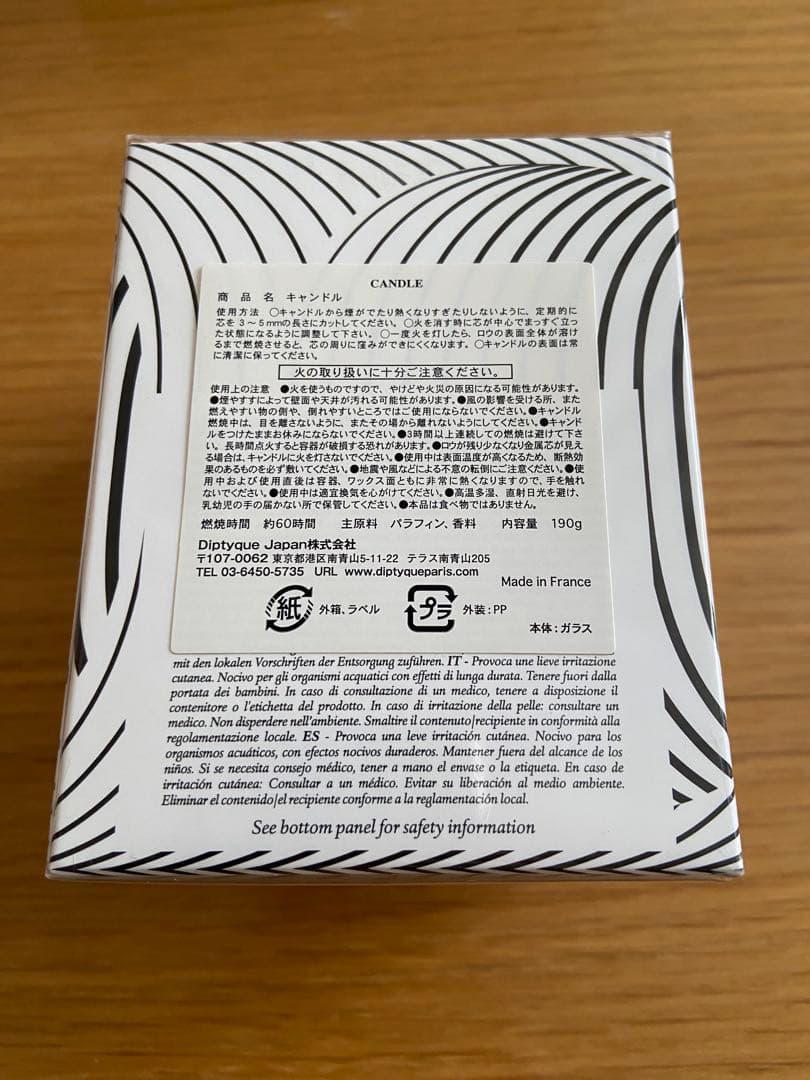 CANDLE
商 品 名 キャンドル
使用方法 ○キャンドルから煙がでたり熱くなりすぎたりしないように、定期的に
芯を3〜5mmの長さにカットしてください。○火を消す時に芯が中心でまっすぐ立っ
た状態になるように調整して下さい。○一度火を灯したら、ロウの表面全体が溶け
るまで燃焼させると、芯の周りに窪みができにくくなります。○キャンドルの表面は常
に清潔に保ってください。
火の取り扱いに十分ご注意ください。
使用上の注意 ●火を使うものですので、やけどや火災の原因になる可能性があります。
●煙やすすによって壁面や天井が汚れる可能性があります。●風の影響を受ける所、また
燃えやすい物の側や、倒れやすいところではご使用にならないでください。●キャンドル
燃焼中は、目を離さないように、またその場から離れないようにしてください。●キャンド
ルをつけたままお休みにならないでください。●3時間以上連続しての燃焼は避けて下さ
い。長時間点火すると容器が破損する恐れがあります。●ロウが残り少なくなり金属芯が見え
る場合は、キャンドルに火を灯さないでください。●使用中は表面温度が高くなるため、断熱効
果のあるものを必ず敷いてください。●地震や風などによる不意の転倒にご注意ください。●使
用中および使用直後は容器、ワックス面ともに非常に熱くなりますので、手を触れ
ないでください。●使用中は適宜換気を心がけてください。●高温多湿、直射日光を避け、
乳幼児の手の届かない所で保管してください。●本品は食べ物ではありません。
燃焼時間 約60時間 主原料 パラフィン、香料 内容量 190g
Diptyque Japan株式会社
〒107-0062 東京都港区南青山5-11-22 テラス南青山205
TEL 03-6450-5735 URL www.diptyqueparis.com
Made in France
紙 外箱、ラベル プラ 外装:PP
本体:ガラス
mit den lokalen Vorschriften der Entsorgung zuführen. IT - Provoca una lieve irritazione
cutanea. Nocivo per gli organismi acquatici con effetti di lunga durata. Tenere fuori dalla
portata dei bambini. In caso di consultazione di un medico, tenere a disposizione il
contenitore o l'etichetta del prodotto. In caso di irritazione della pelle: consultare un
medico. Non disperdere nell'ambiente. Smaltire il contenuto/recipiente in conformità alla
regolamentazione locale. ES - Provoca una leve irritación cutánea. Nocivo para los
organismos acuáticos, con efectos nocivos duraderos. Mantener fuera del alcance de los
niños. Si se necesita consejo médico, tener a mano el envase o la etiqueta. En caso de
irritación cutánea: Consultar a un médico. Evitar su liberación al medio ambiente.
Eliminar el contenido/el recipiente conforme a la reglamentación local.
See bottom panel for safety information